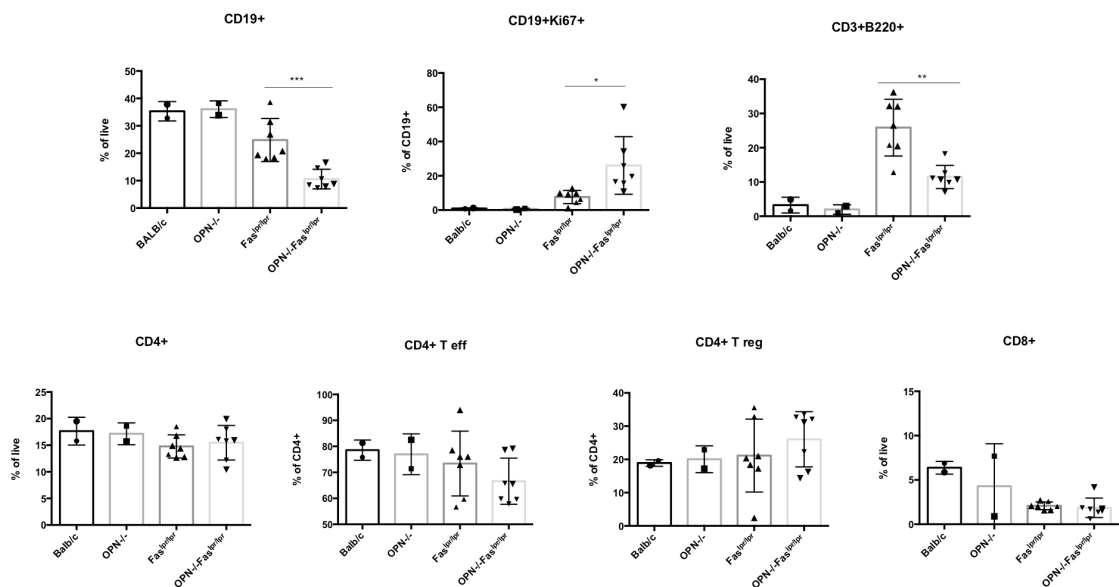 CD19+
CD19+Ki67+
CD3+B220+
***
*
**
% of live
50
40
30
20
10
0
BALB/c
OPN-/-
Fas^lpr/lpr
OPN-/-Fas^lpr/lpr
% of CD19+
80
60
40
20
0
Balb/c
OPN-/-
Fas^lpr/lpr
OPN-/-Fas^lpr/lpr
% of live
40
30
20
10
0
Balb/c
OPN-/-
Fas^lpr/lpr
OPN-/-Fas^lpr/lpr
CD4+
CD4+ T eff
CD4+ T reg
CD8+
% of live
25
20
15
10
5
0
Balb/c
OPN-/-
Fas^lpr/lpr
OPN-/-Fas^lpr/lpr
% of CD4+
100
90
80
70
60
50
Balb/c
OPN-/-
Fas^lpr/lpr
OPN-/-Fas^lpr/lpr
% of CD4+
40
30
20
10
0
Balb/c
OPN-/-
Fas^lpr/lpr
OPN-/-Fas^lpr/lpr
% of live
15
10
5
0
Balb/c
OPN-/-
Fas^lpr/lpr
OPN-/-Fas^lpr/lpr